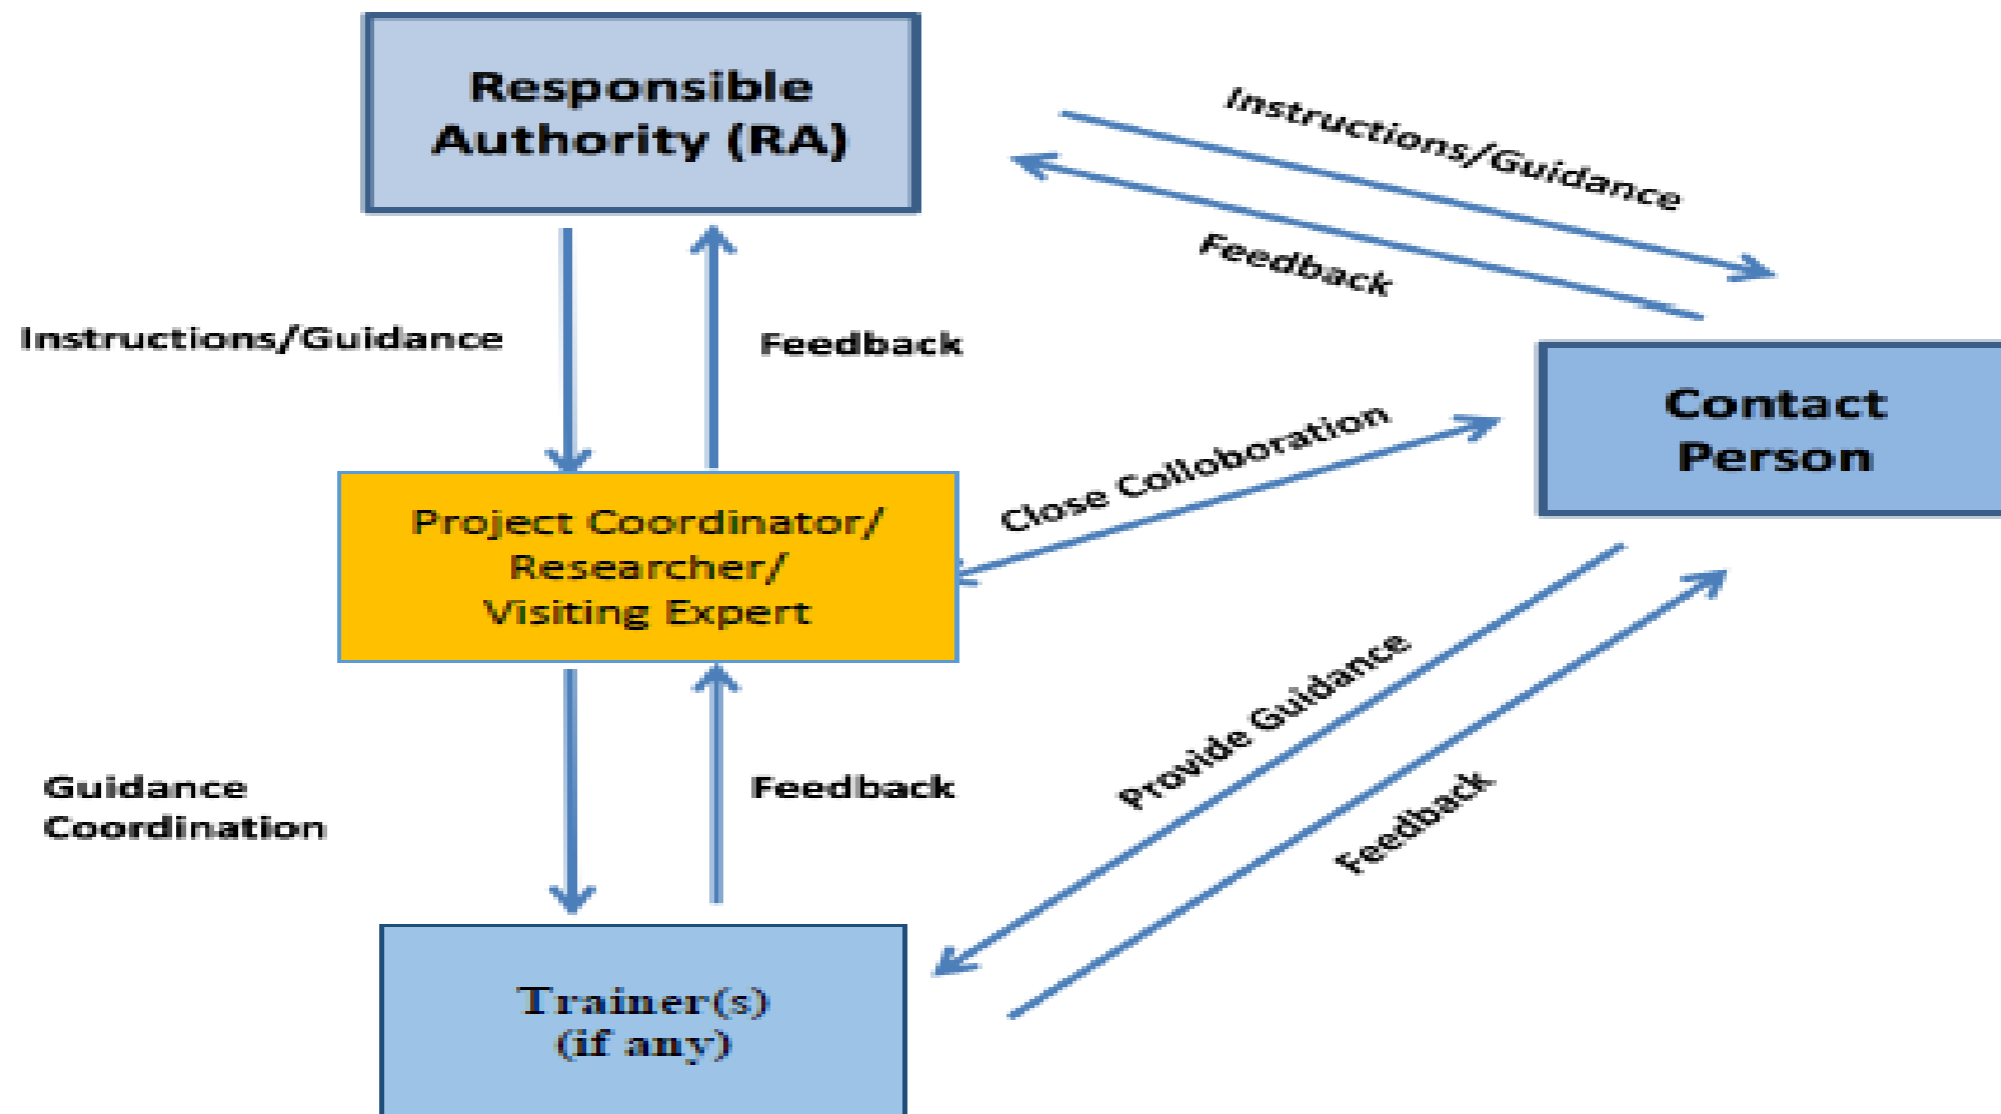 Responsible
Authority (RA)
Instructions/Guidance
Feedback
Instructions/Guidance
Feedback
Contact
Person
Close Colloboration
Project Coordinator/
Researcher/
Visiting Expert
Provide Guidance
Feedback
Guidance
Coordination
Feedback
Trainer(s)
(if any)